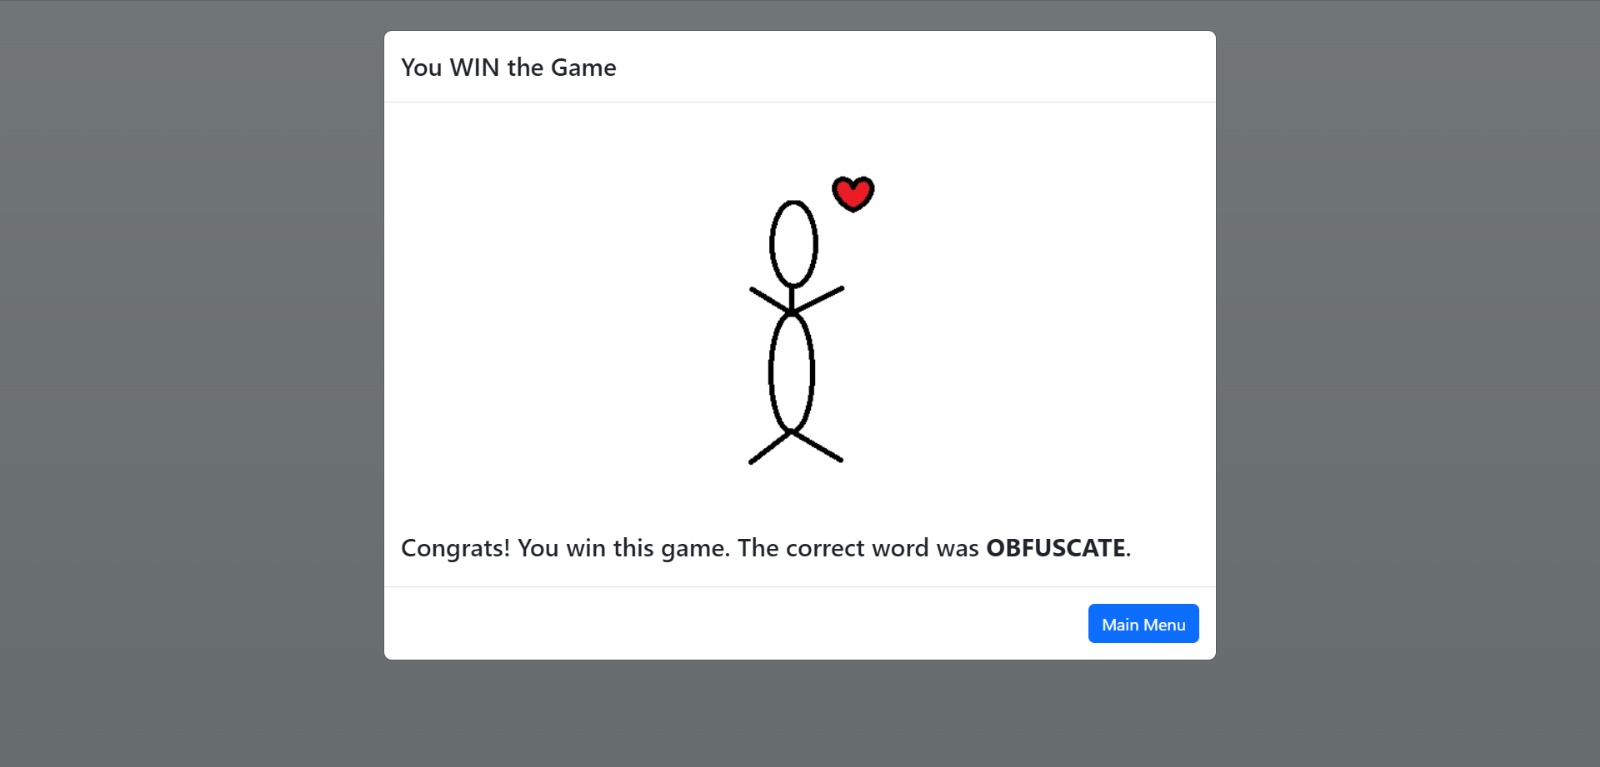 You WIN the Game
Congrats! You win this game. The correct word was OBFUSCATE.
Main Menu